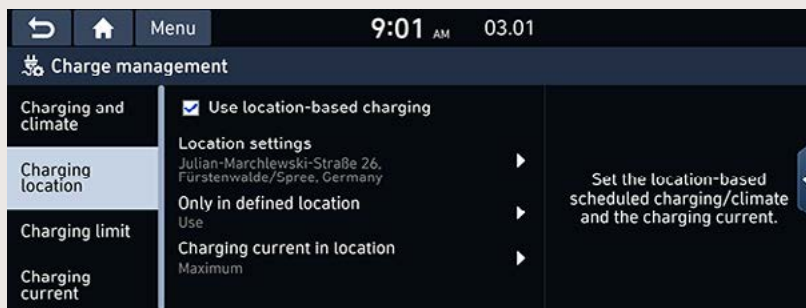 Menu
9:01 AM
03.01
Charge management
Charging and
climate
Charging
location
Charging limit
Charging
current
Use location-based charging
Location settings
Julian-Marchlewski-Straße 26,
Fürstenwalde/Spree, Germany
Only in defined location
Use
Charging current in location
Maximum
Set the location-based
scheduled charging/climate
and the charging current.